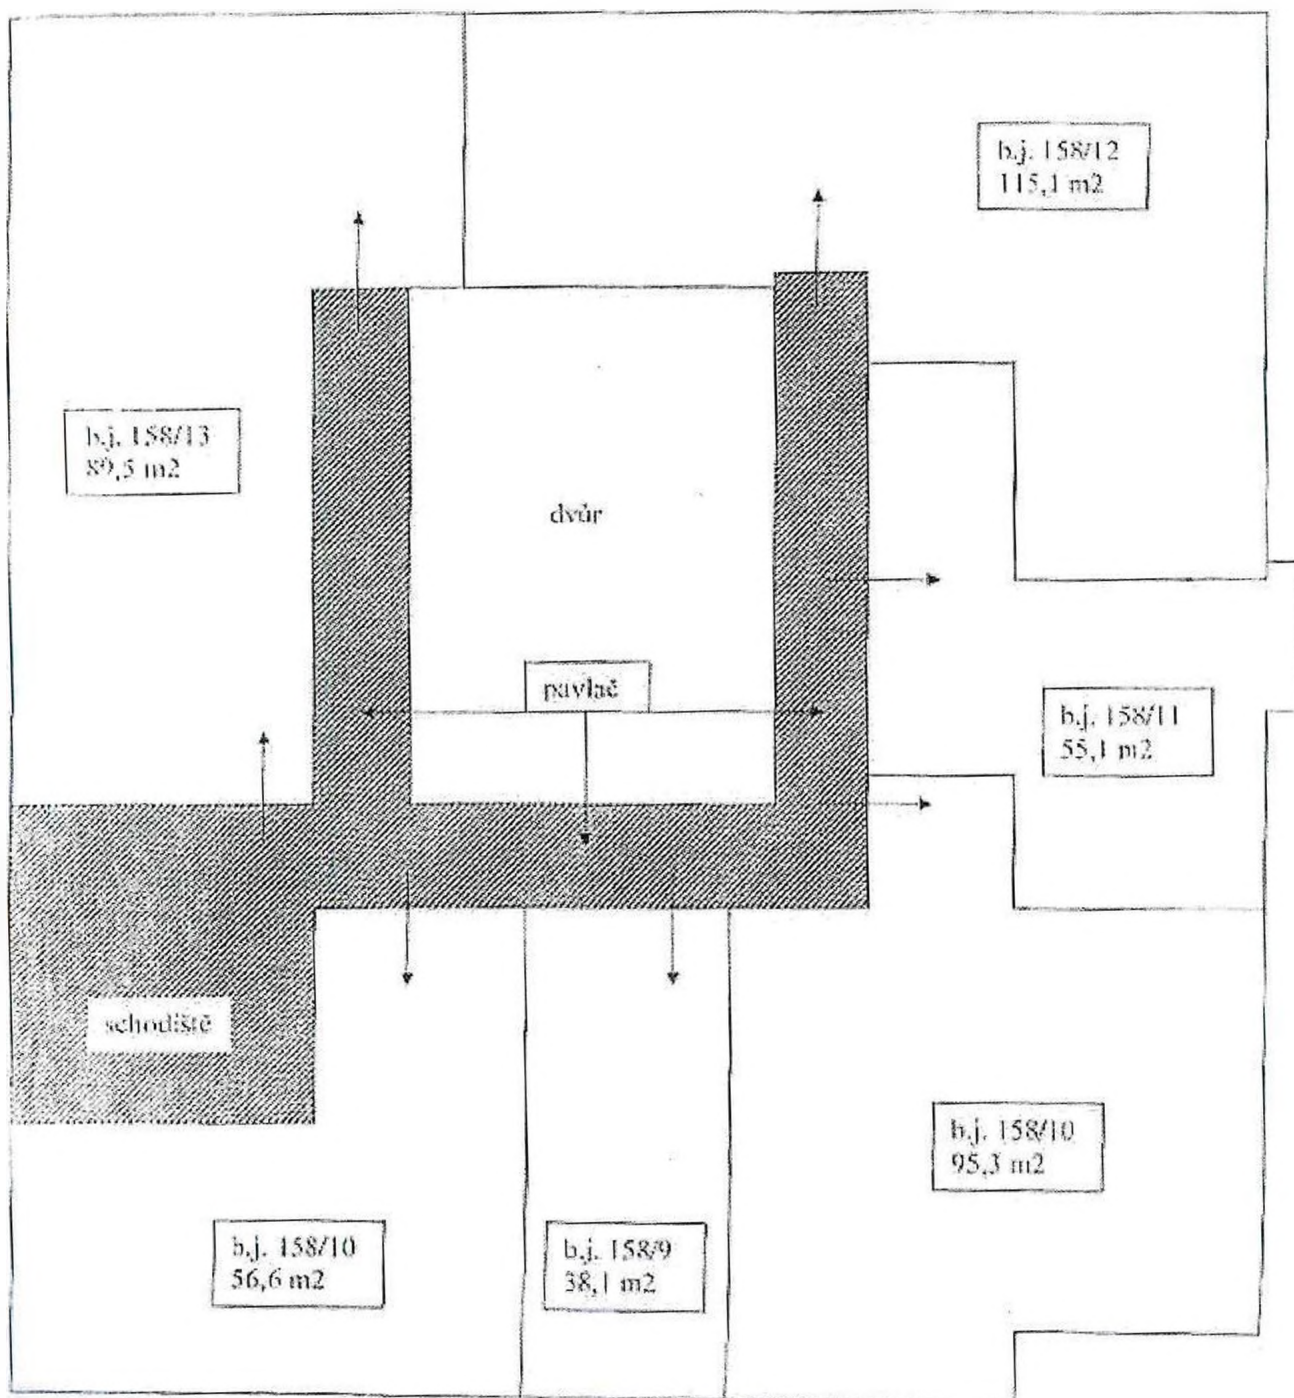 b.j. 158/12
115,1 m2
b.j. 158/13
89,5 m2
dvůr
pavlač
b.j. 158/11
55,1 m2
schodiště
b.j. 158/10
95,3 m2
b.j. 158/10
56,6 m2
b.j. 158/9
38,1 m2